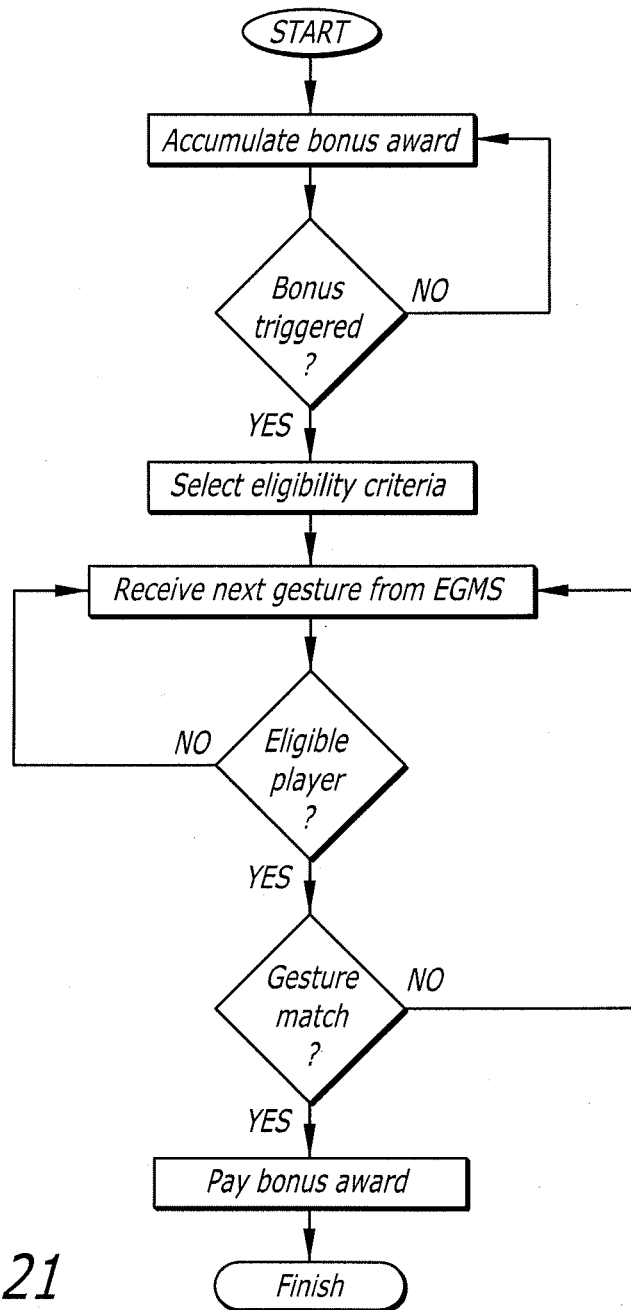 START
Accumulate bonus award
Bonus
triggered
?
NO
YES
Select eligibility criteria
Receive next gesture from EGMS
NO
Eligible
player
?
YES
Gesture
match
?
NO
YES
Pay bonus award
21
Finish